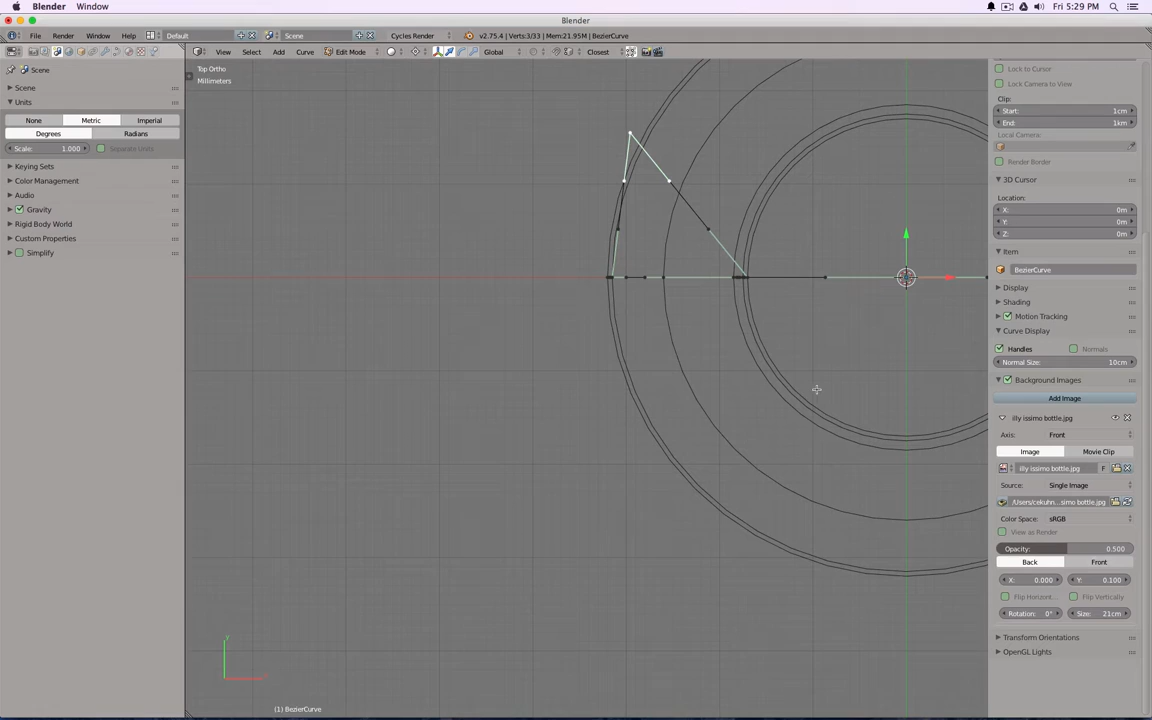 Blender Window
Fri 5:29 PM
Blender
File Render Window Help Default Scene Cycles Render v2.75.4 | Verts:3/33 | Mem:21.95M | BezierCurve
View Select Add Curve Edit Mode Global Closest
Scene
Scene
Units
None Metric Imperial
Degrees Radians
Scale: 1.000 Separate Units
Keying Sets
Color Management
Audio
Gravity
Rigid Body World
Custom Properties
Simplify
Top Ortho
Millimeters
y
(1) BezierCurve
Lock to Cursor
Lock Camera to View
Clip:
Start: 1cm
End: 1km
Local Camera:
Render Border
3D Cursor
Location:
X: 0m
Y: 0m
Z: 0m
Item
BezierCurve
Display
Shading
Motion Tracking
Curve Display
Handles Normals
Normal Size: 10cm
Background Images
Add Image
illy issimo bottle.jpg
Axis: Front
Image Movie Clip
illy issimo bottle.jpg F
Source: Single Image
/Users/cekuhn...simo bottle.jpg
Color Space: sRGB
View as Render
Opacity: 0.500
Back Front
X: 0.000 Y: 0.100
Flip Horizont... Flip Vertically
Rotation: 0° Size: 21cm
Transform Orientations
OpenGL Lights